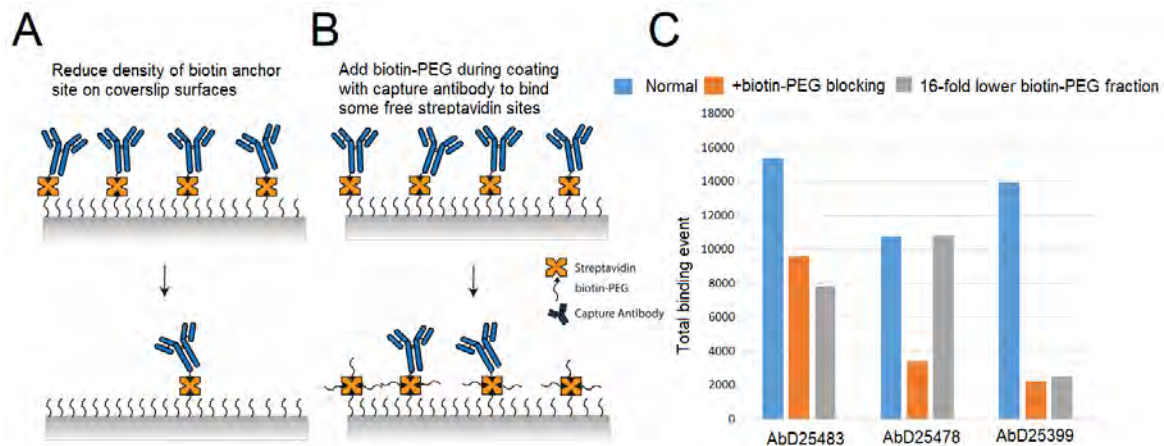 A
Reduce density of biotin anchor
site on coverslip surfaces
B
Add biotin-PEG during coating
with capture antibody to bind
some free streptavidin sites
Streptavidin
biotin-PEG
Capture Antibody
C
Normal
+biotin-PEG blocking
16-fold lower biotin-PEG fraction
Total binding event
18000
16000
14000
12000
10000
8000
6000
4000
2000
0
AbD25483
AbD25478
AbD25399